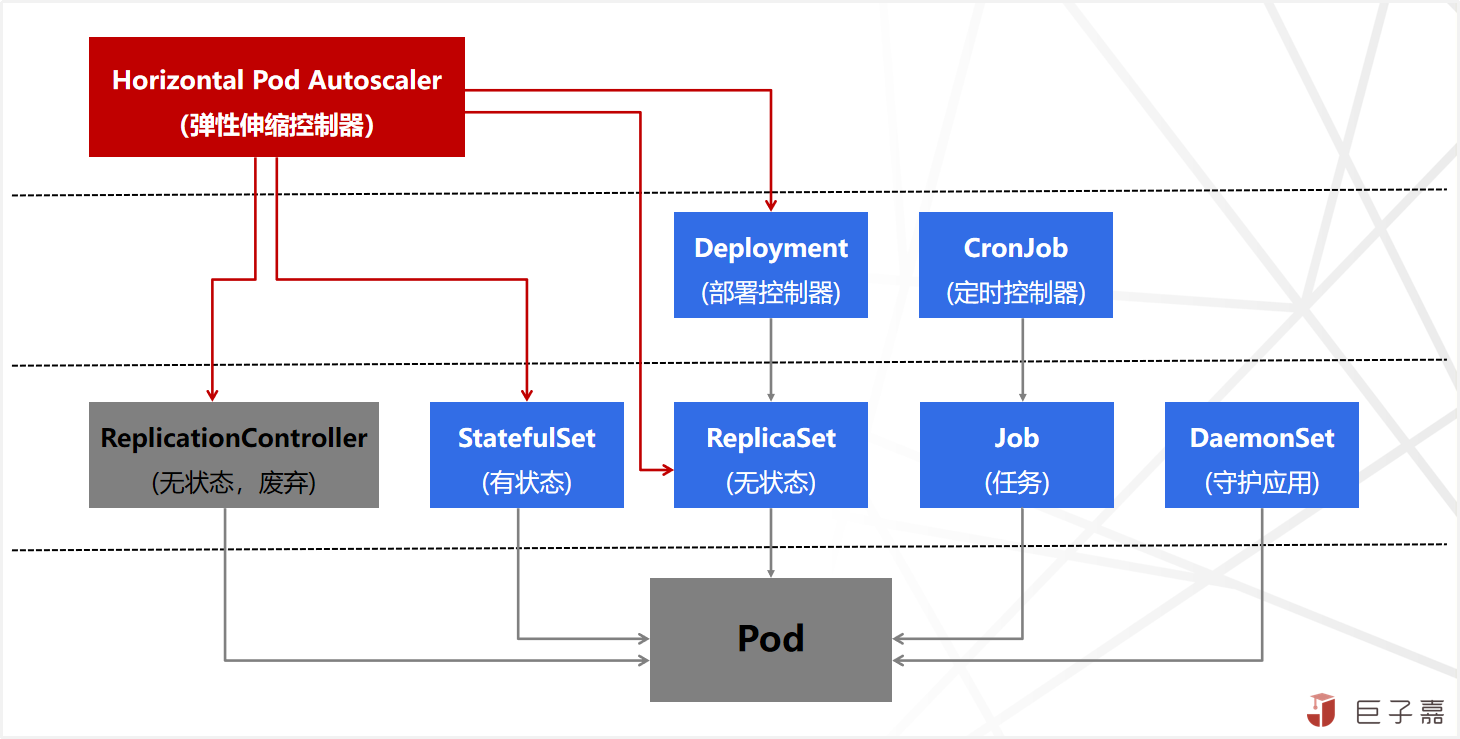 Horizontal Pod Autoscaler
（弹性伸缩控制器）
Deployment
(部署控制器)
CronJob
(定时控制器)
ReplicationController
(无状态，废弃)
StatefulSet
(有状态)
ReplicaSet
(无状态)
Job
(任务)
DaemonSet
(守护应用)
Pod
巨子嘉